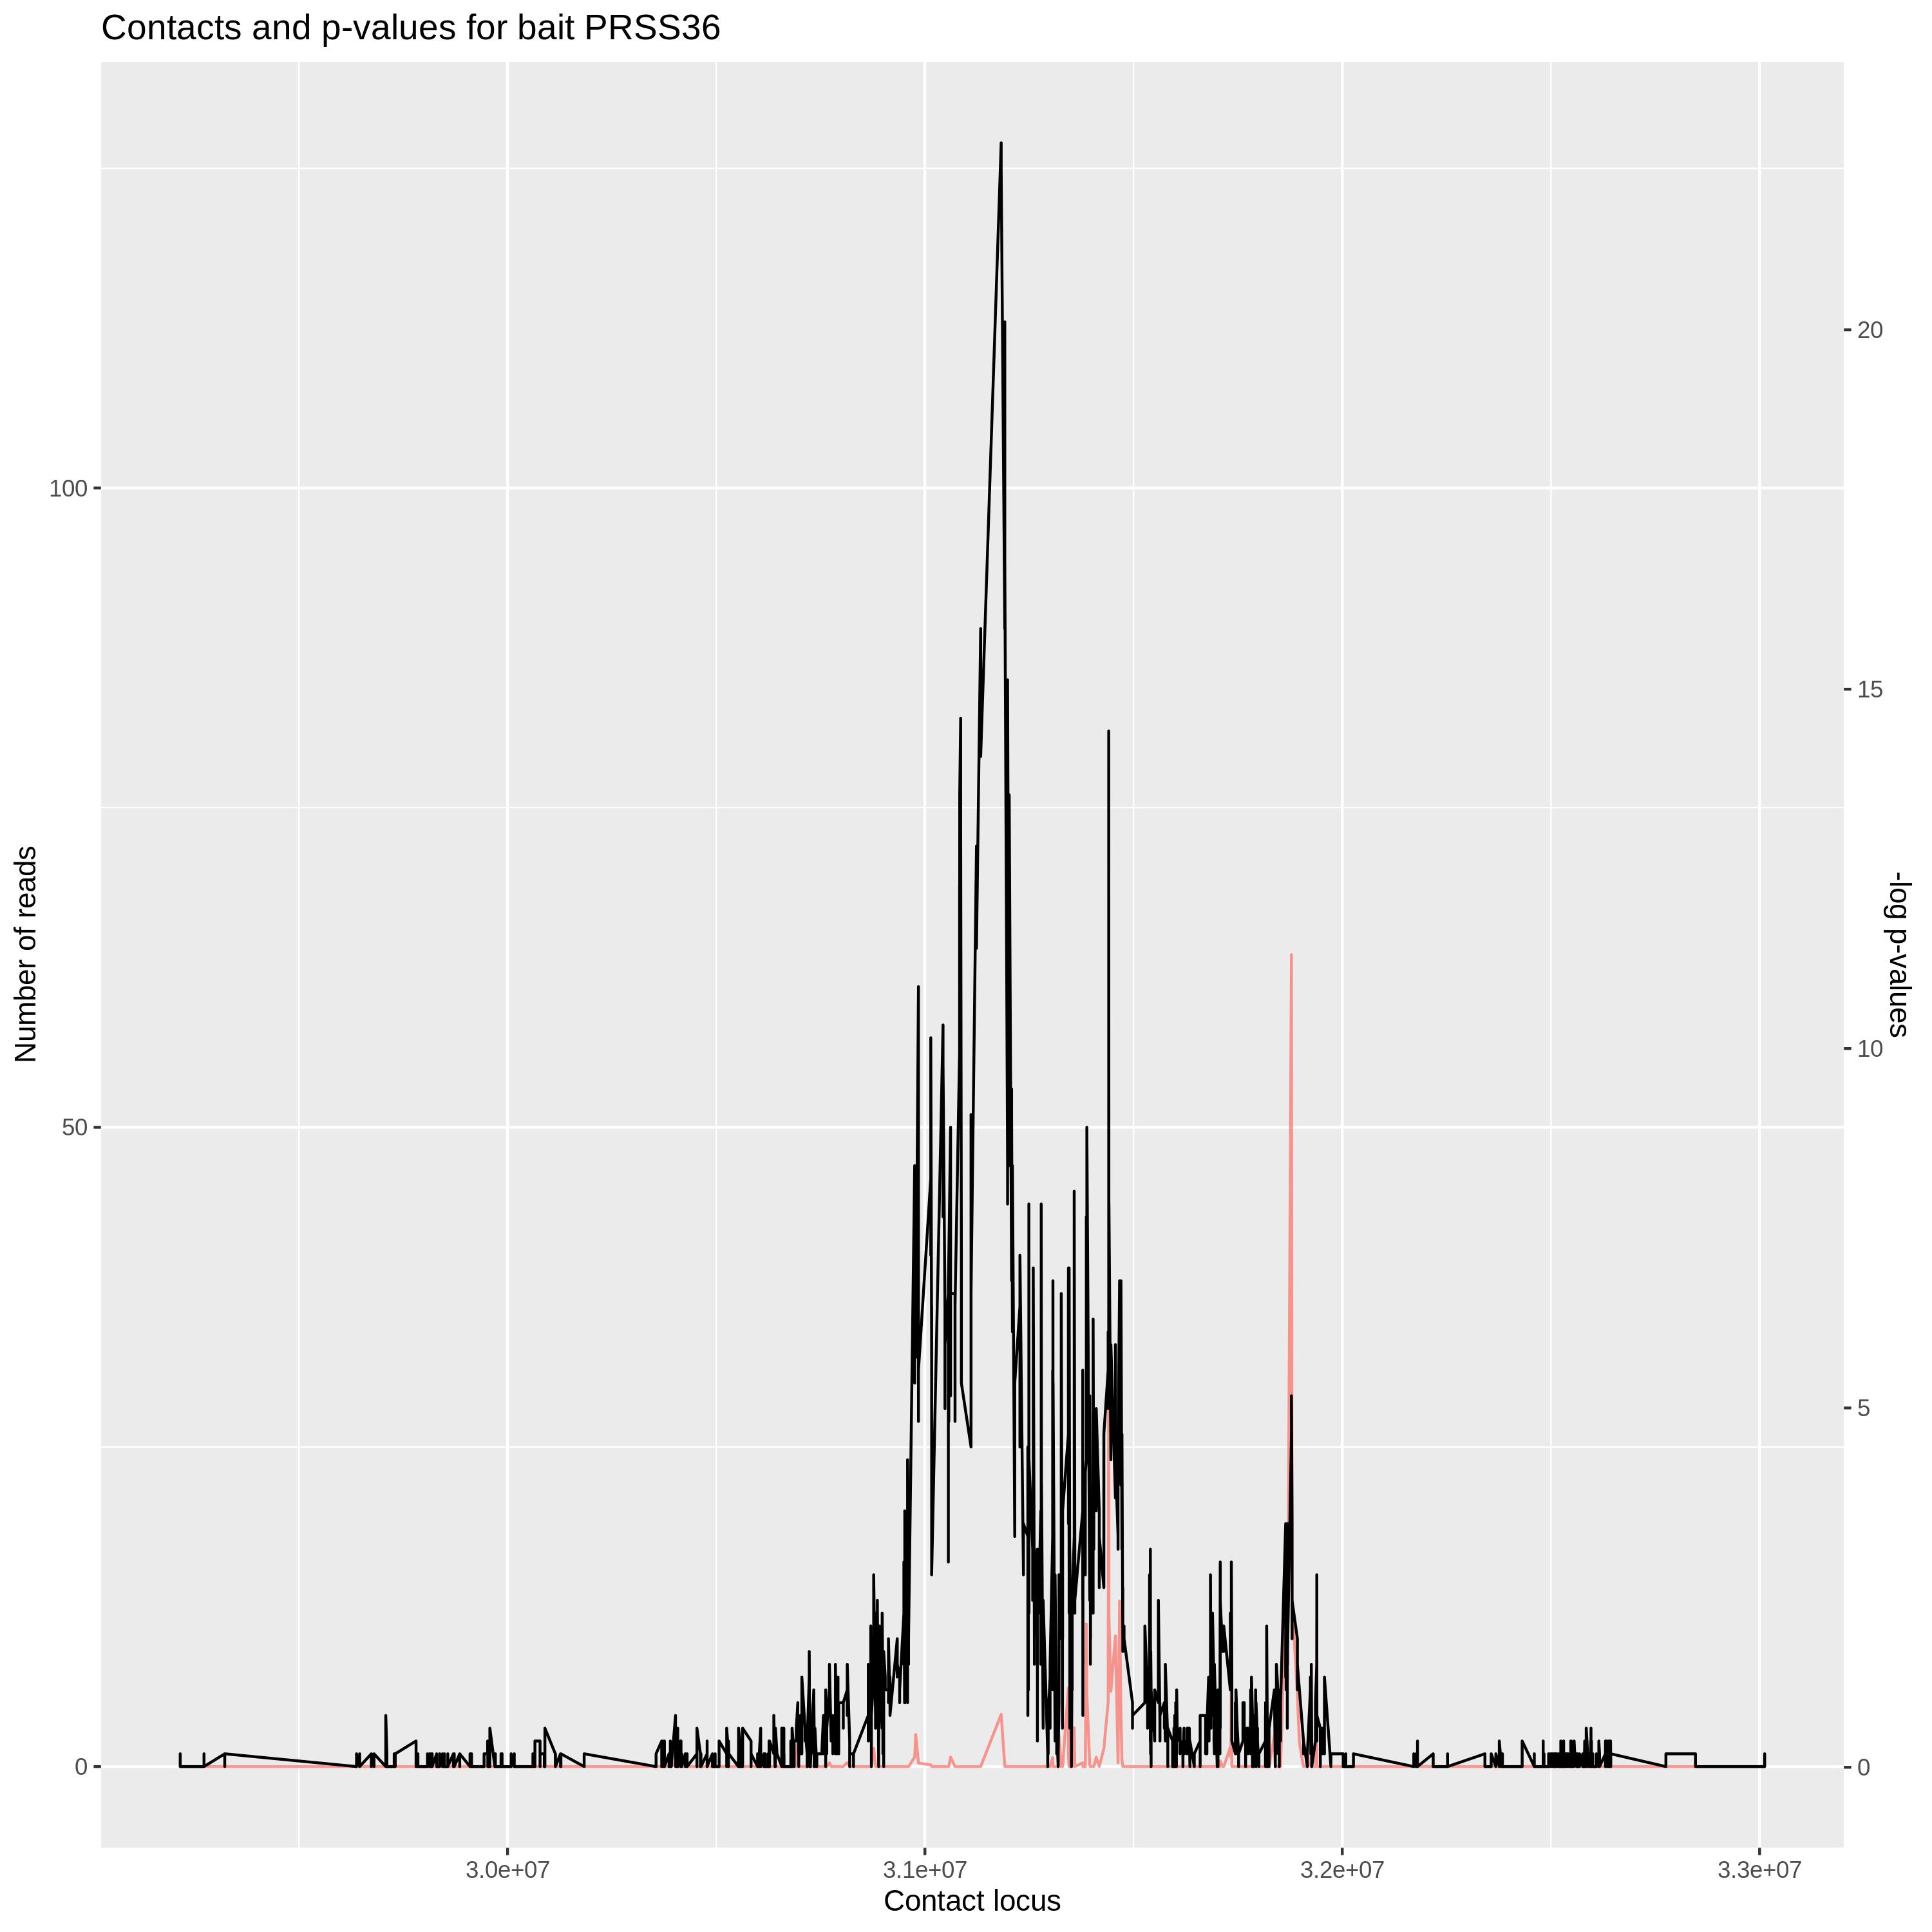 Contacts and p-values for bait PRSS36
Number of reads
100
50
0
20
15
10
5
0
-log p-values
3.0e+07
3.1e+07
3.2e+07
3.3e+07
Contact locus